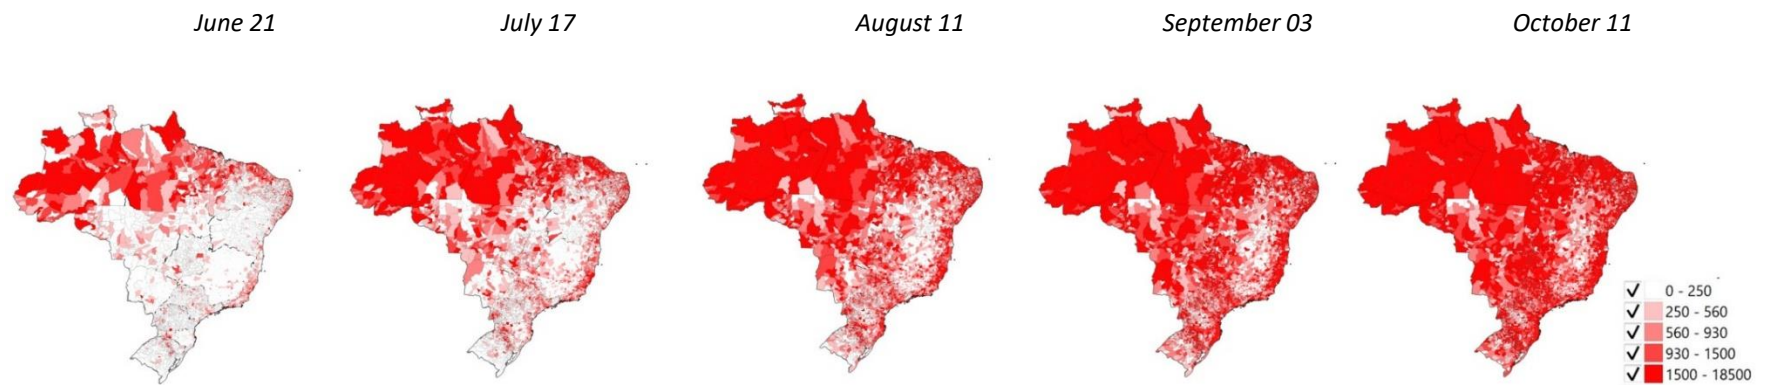 June 21
July 17
August 11
September 03
October 11
0 - 250
250 - 560
560 - 930
930 - 1500
1500 - 18500